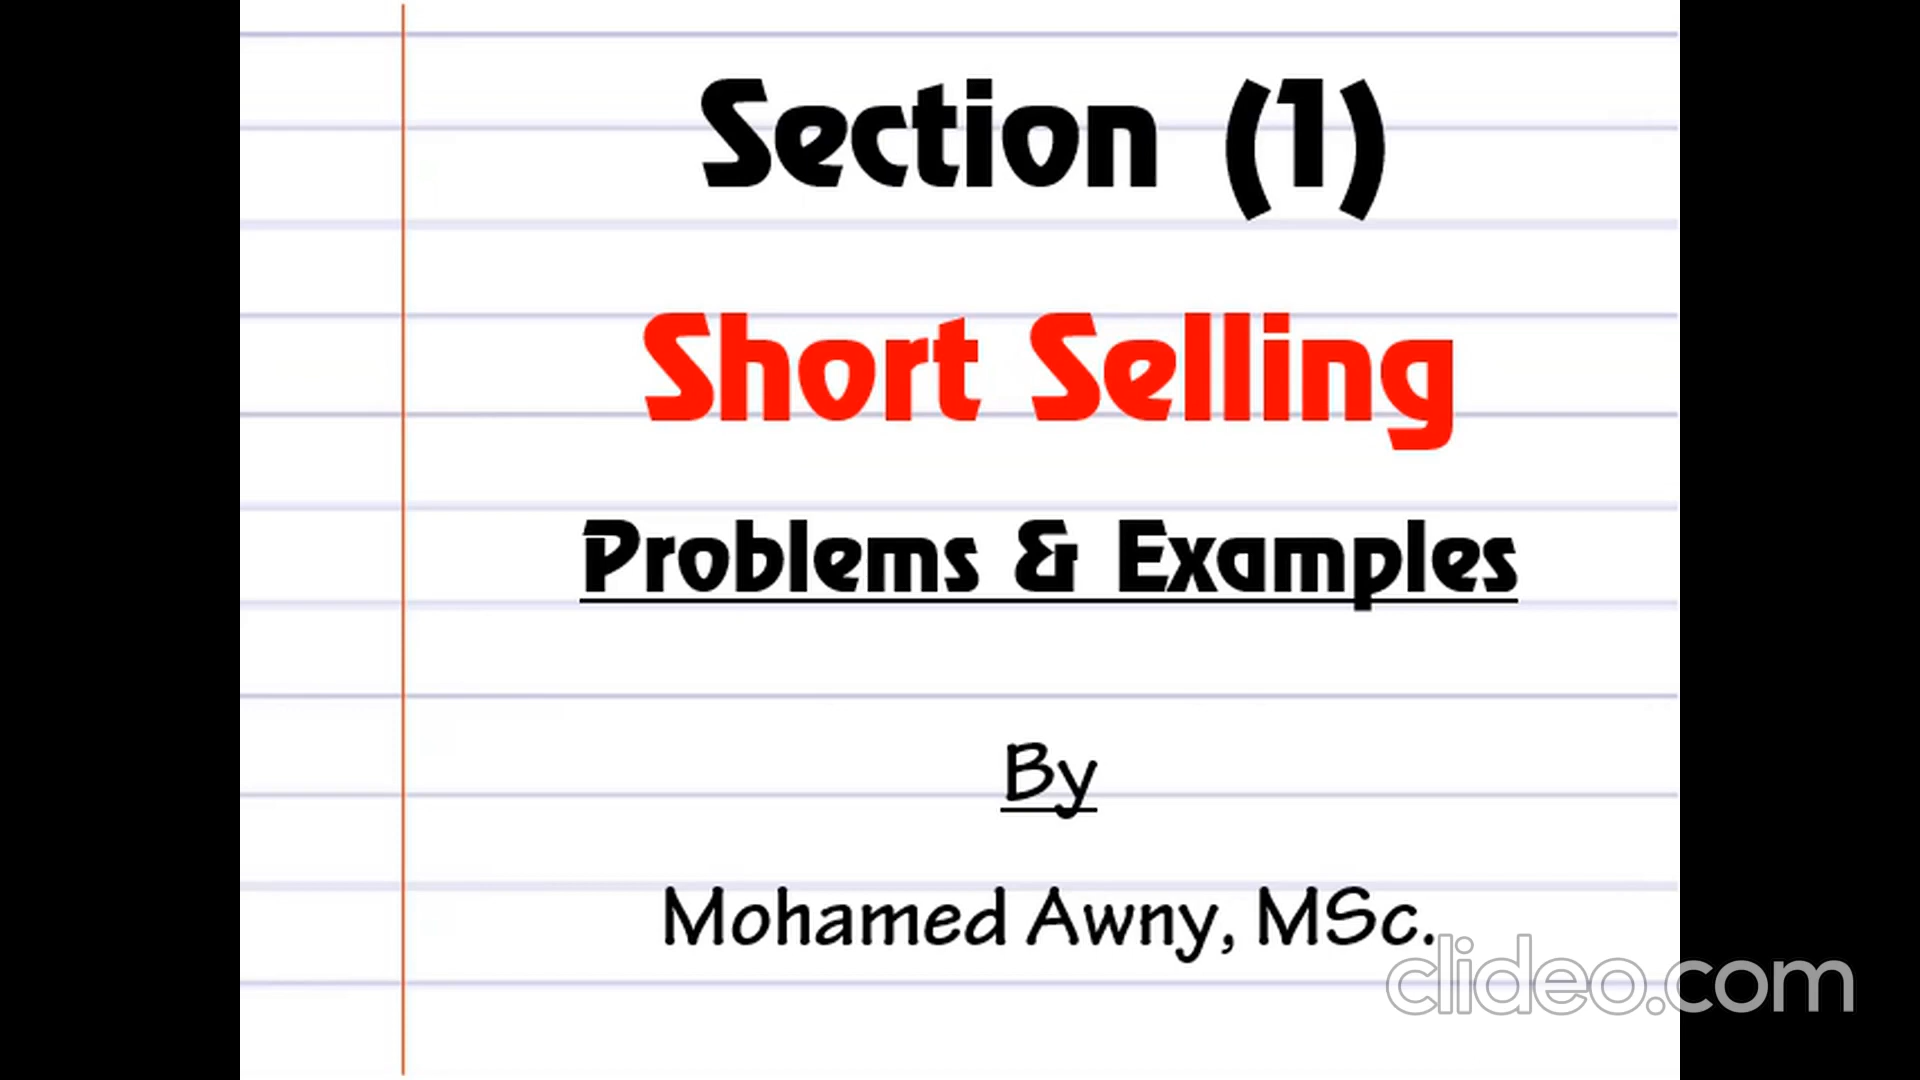 Section (1)
Short Selling
Problems & Examples
By
Mohamed Awny, MSc.
clideo.com